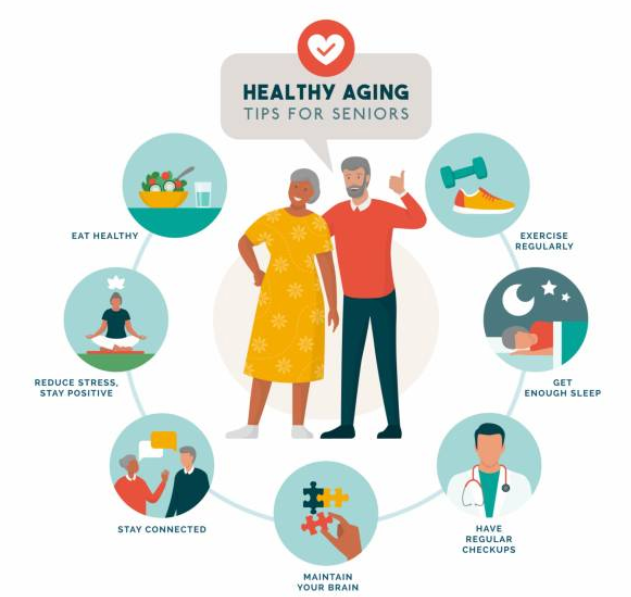 HEALTHY AGING
TIPS FOR SENIORS
EAT HEALTHY
EXERCISE
REGULARLY
REDUCE STRESS,
STAY POSITIVE
GET
ENOUGH SLEEP
STAY CONNECTED
HAVE
REGULAR
CHECKUPS
MAINTAIN
YOUR BRAIN